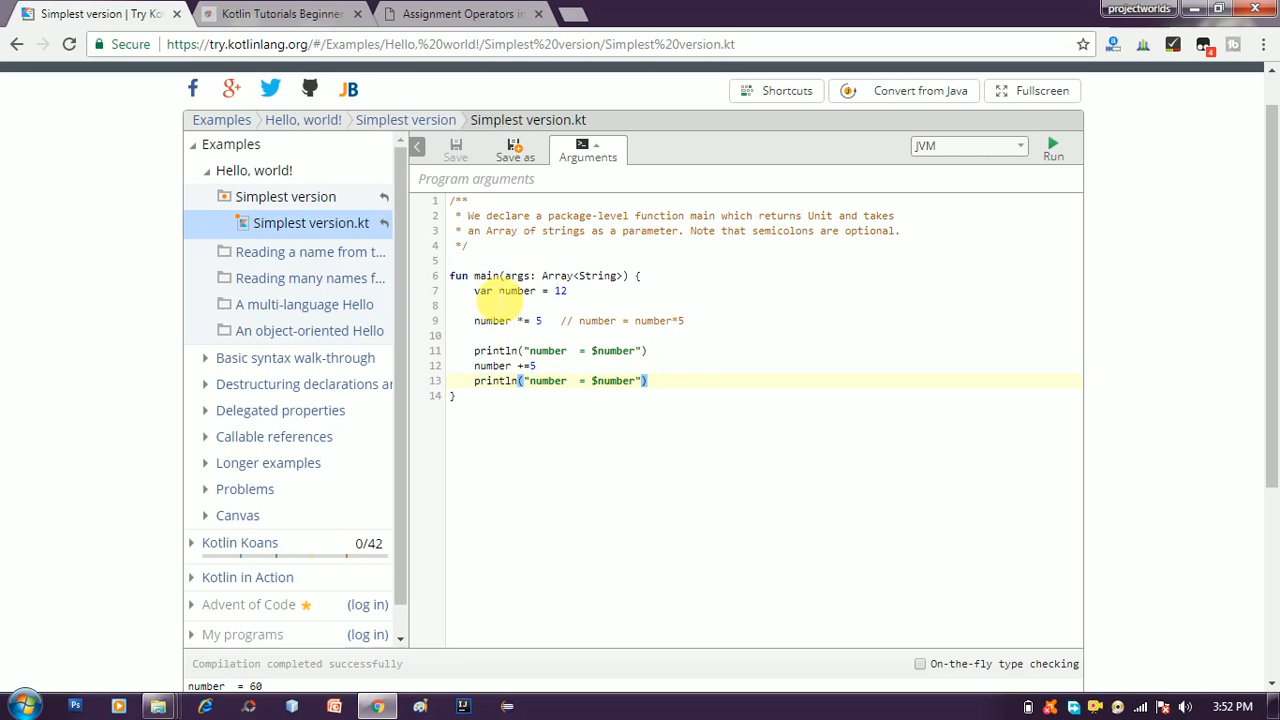 Simplest version | Try Ko
Kotlin Tutorials Beginner
Assignment Operators in
projectworlds
Secure
https://try.kotlinlang.org/#/Examples/Hello,%20world!/Simplest%20version/Simplest%20version.kt
4
Shortcuts
Convert from Java
Fullscreen
Examples
Hello, world!
Simplest version
Simplest version.kt
Examples
Hello, world!
Simplest version
Simplest version.kt
Reading a name from t...
Reading many names f...
A multi-language Hello
An object-oriented Hello
Basic syntax walk-through
Destructuring declarations an
Delegated properties
Callable references
Longer examples
Problems
Canvas
Kotlin Koans 0/42
Kotlin in Action
Advent of Code (log in)
My programs (log in)
Save
Save as
Arguments
JVM
Run
Program arguments
1 /**
2 * We declare a package-level function main which returns Unit and takes
3 * an Array of strings as a parameter. Note that semicolons are optional.
4 */
5
6 fun main(args: Array<String>) {
7 var number = 12
8
9 number *= 5 // number = number*5
10
11 println("number  = $number")
12 number +=5
13 println("number  = $number")
14 }
Compilation completed successfully
On-the-fly type checking
number  = 60
3:52 PM